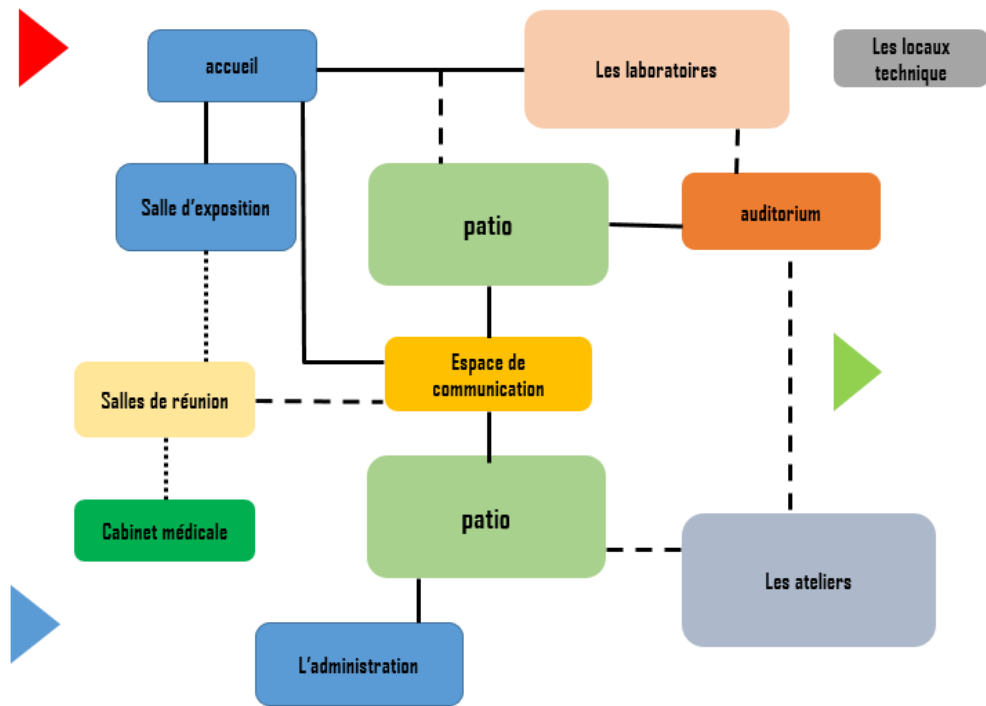 accueil
Les laboratoires
Les locaux
technique
Salle d'exposition
patio
auditorium
Espace de
communication
Salles de réunion
patio
Cabinet médicale
Les ateliers
L'administration